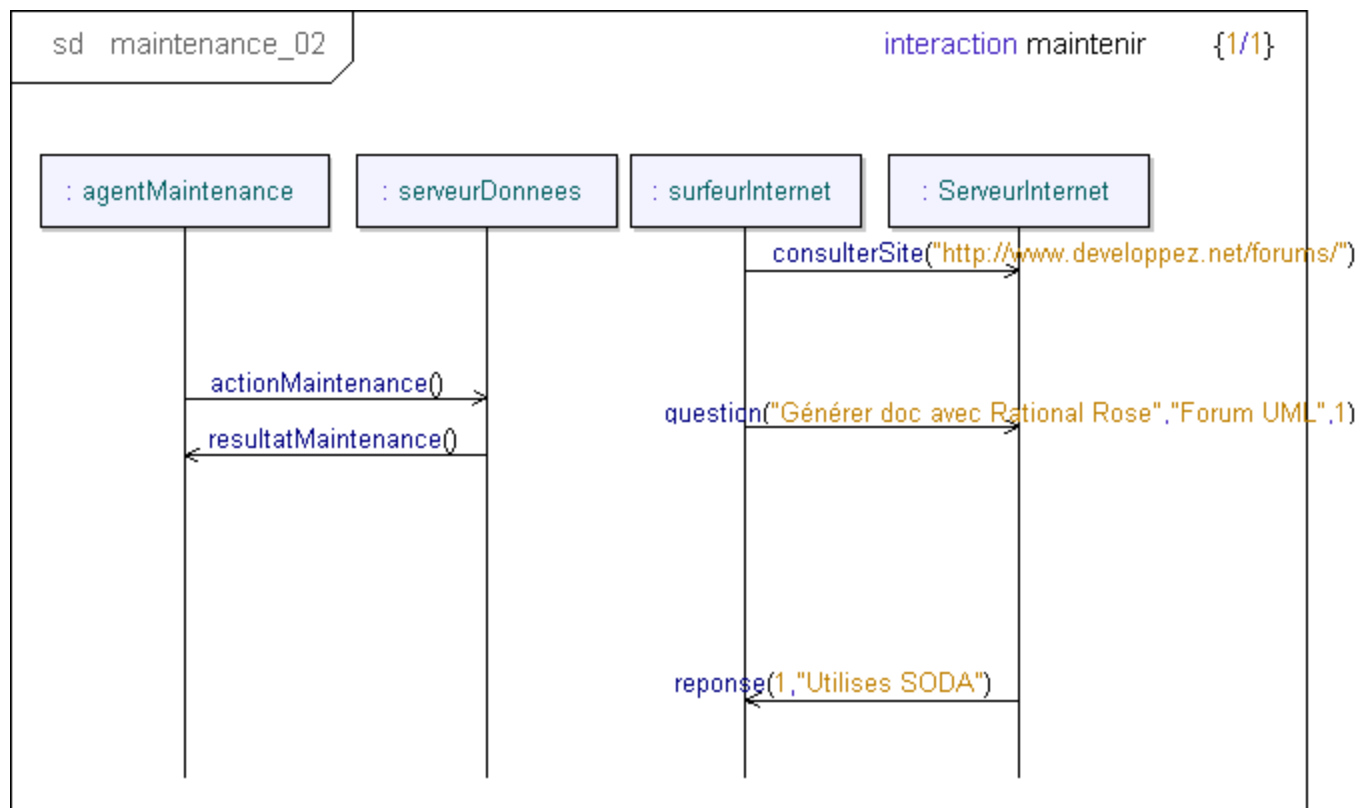 sd maintenance_02
interaction maintenir {1/1}
: agentMaintenance
: serveurDonnees
: surfeurInternet
: ServeurInternet
consulterSite("http://www.developpez.net/forums/")
actionMaintenance()
question("Générer doc avec Rational Rose","Forum UML",1)
resultatMaintenance()
reponse(1,"Utilises SODA")